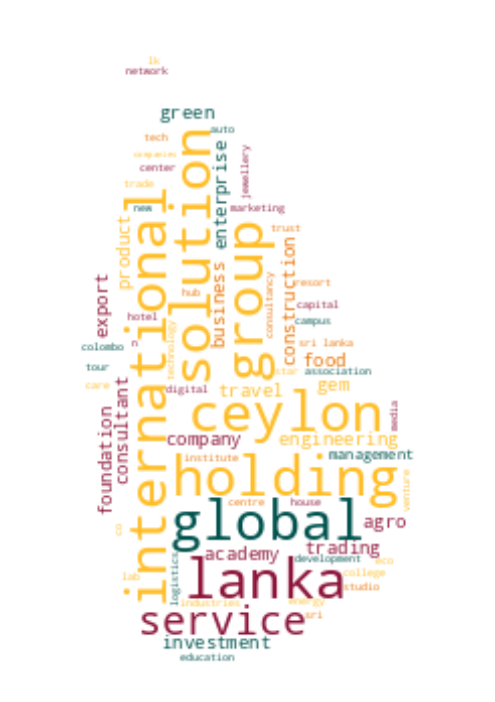 lk
network
green
auto
tech
companies
center
trade
new
jewellery
enterprise
marketing
solution
international
product
group
trust
construction
business
consultancy
hub
resort
capital
campus
export
hotel
n
colombo
technology
sri lanka
food
tour
star
association
care
digital
travel
gem
consultant
foundation
ceylon
media
company
engineering
institute
management
holding
venture
centre
house
global
agro
co
academy
trading
development
eco
logistics
lanka
college
lab
studio
industries
energy
service
sri
investment
education